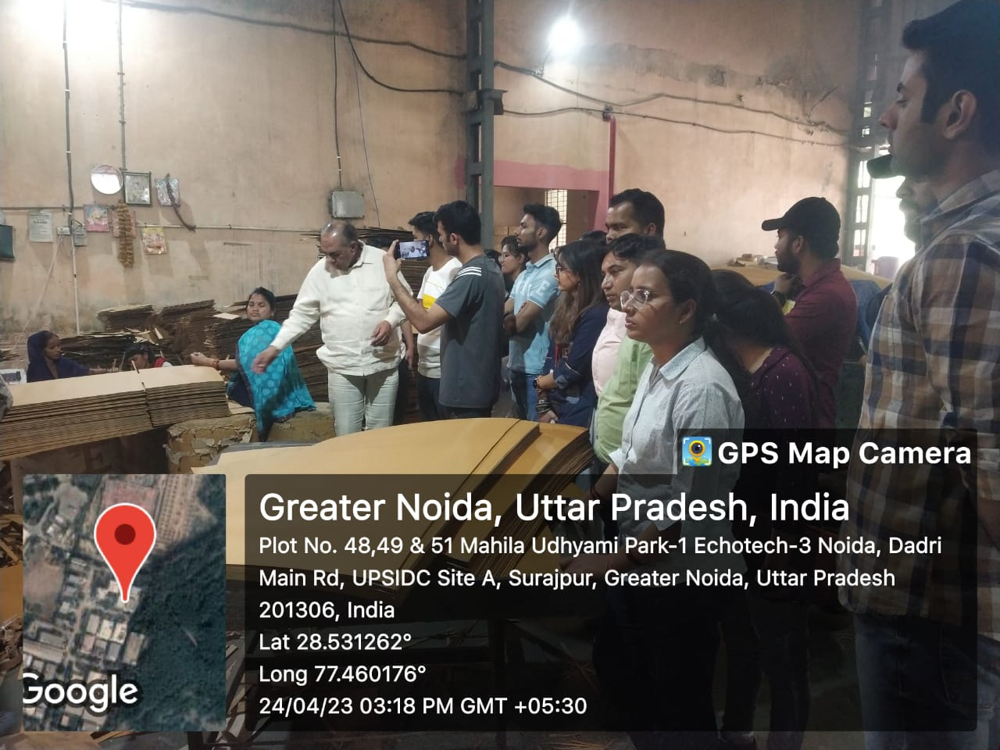 GPS Map Camera
Greater Noida, Uttar Pradesh, India
Plot No. 48,49 & 51 Mahila Udhyami Park-1 Echotech-3 Noida, Dadri
Main Rd, UPSIDC Site A, Surajpur, Greater Noida, Uttar Pradesh
201306, India
Lat 28.531262°
Long 77.460176°
24/04/23 03:18 PM GMT +05:30
Google